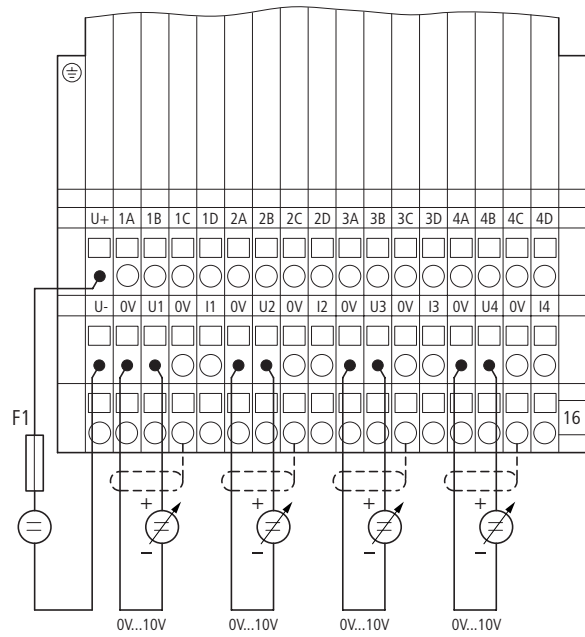 U+ 1A 1B 1C 1D 2A 2B 2C 2D 3A 3B 3C 3D 4A 4B 4C 4D
U- 0V U1 0V I1 0V U2 0V I2 0V U3 0V I3 0V U4 0V I4
F1
16
+ + + +
– – – –
0V...10V 0V...10V 0V...10V 0V...10V